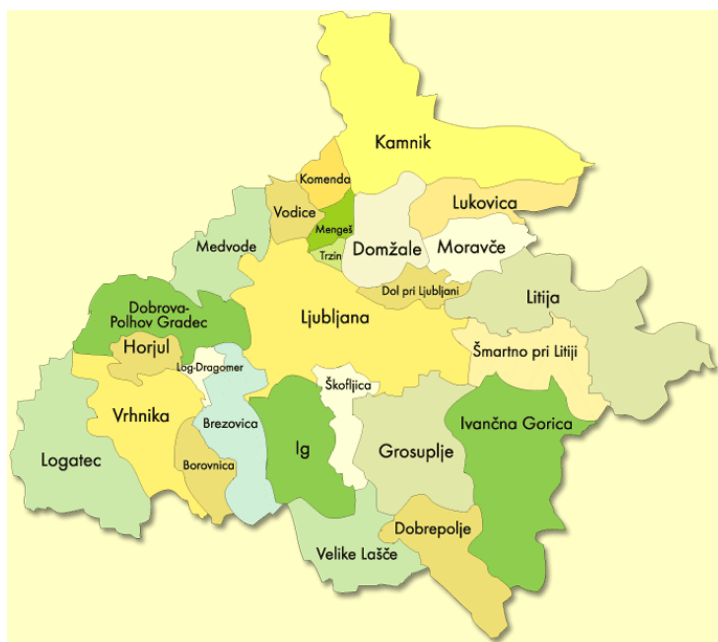 Kamnik
Komenda
Lukovica
Vodice
Mengeš
Medvode
Domžale
Moravče
Trzin
Dol pri Ljubljani
Litija
Dobrova-
Polhov Gradec
Ljubljana
Horjul
Šmartno pri Litiji
Log-Dragomer
Škofljica
Vrhnika
Brezovica
Ivančna Gorica
Ig
Grosuplje
Logatec
Borovnica
Dobrepolje
Velike Lašče